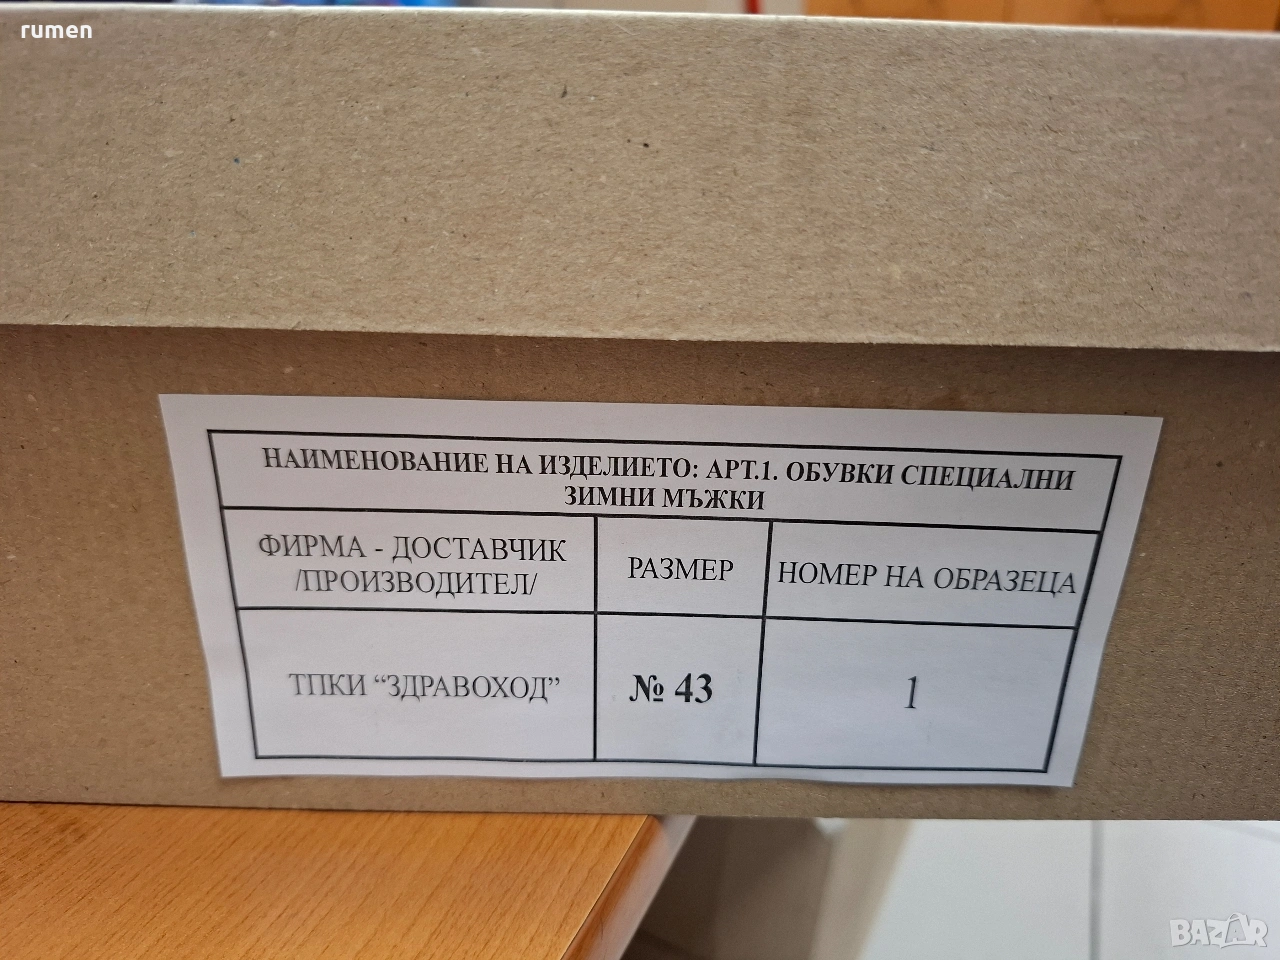 rumen
НАИМЕНОВАНИЕ НА ИЗДЕЛИЕТО: АРТ.1. ОБУВКИ СПЕЦИАЛНИ
ЗИМНИ МЪЖКИ
ФИРМА - ДОСТАВЧИК
/ПРОИЗВОДИТЕЛ/
РАЗМЕР
НОМЕР НА ОБРАЗЕЦА
ТПКИ “ЗДРАВОХОД”
№ 43
1
BAZAR